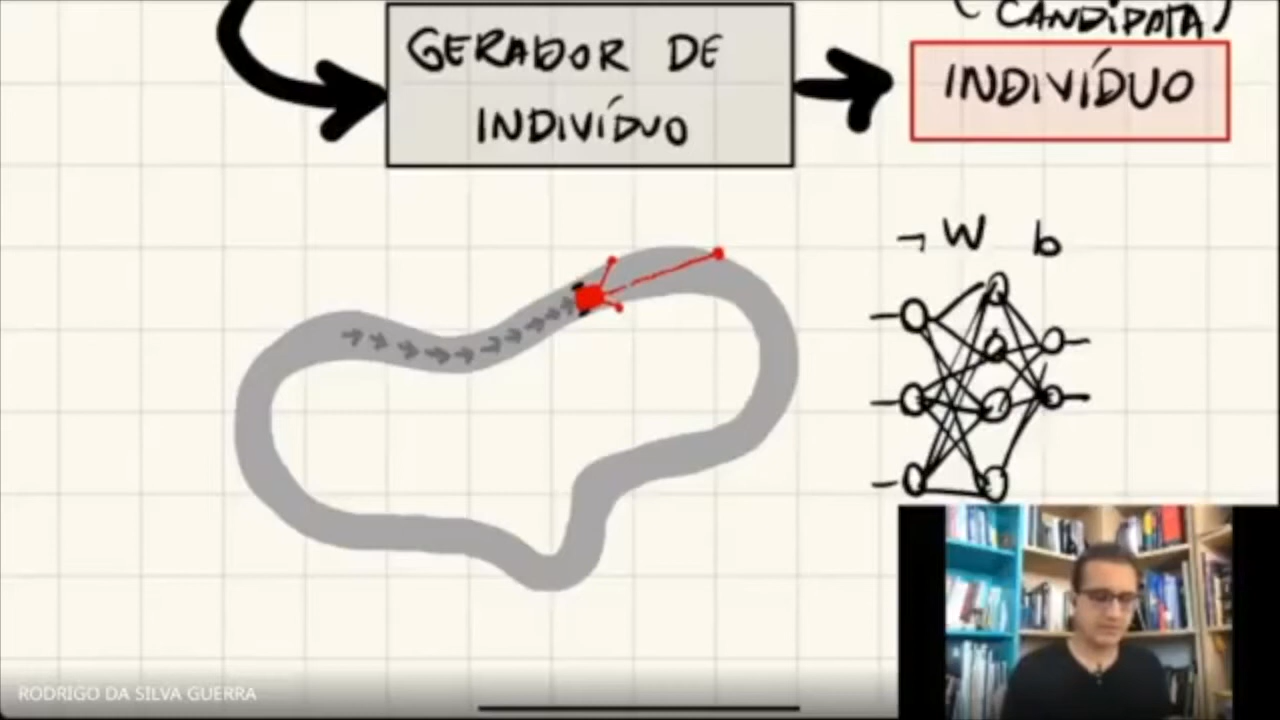 (CANDIDATA)
GERADOR DE
INDIVÍDUO
INDIVÍDUO
W b
RODRIGO DA SILVA GUERRA